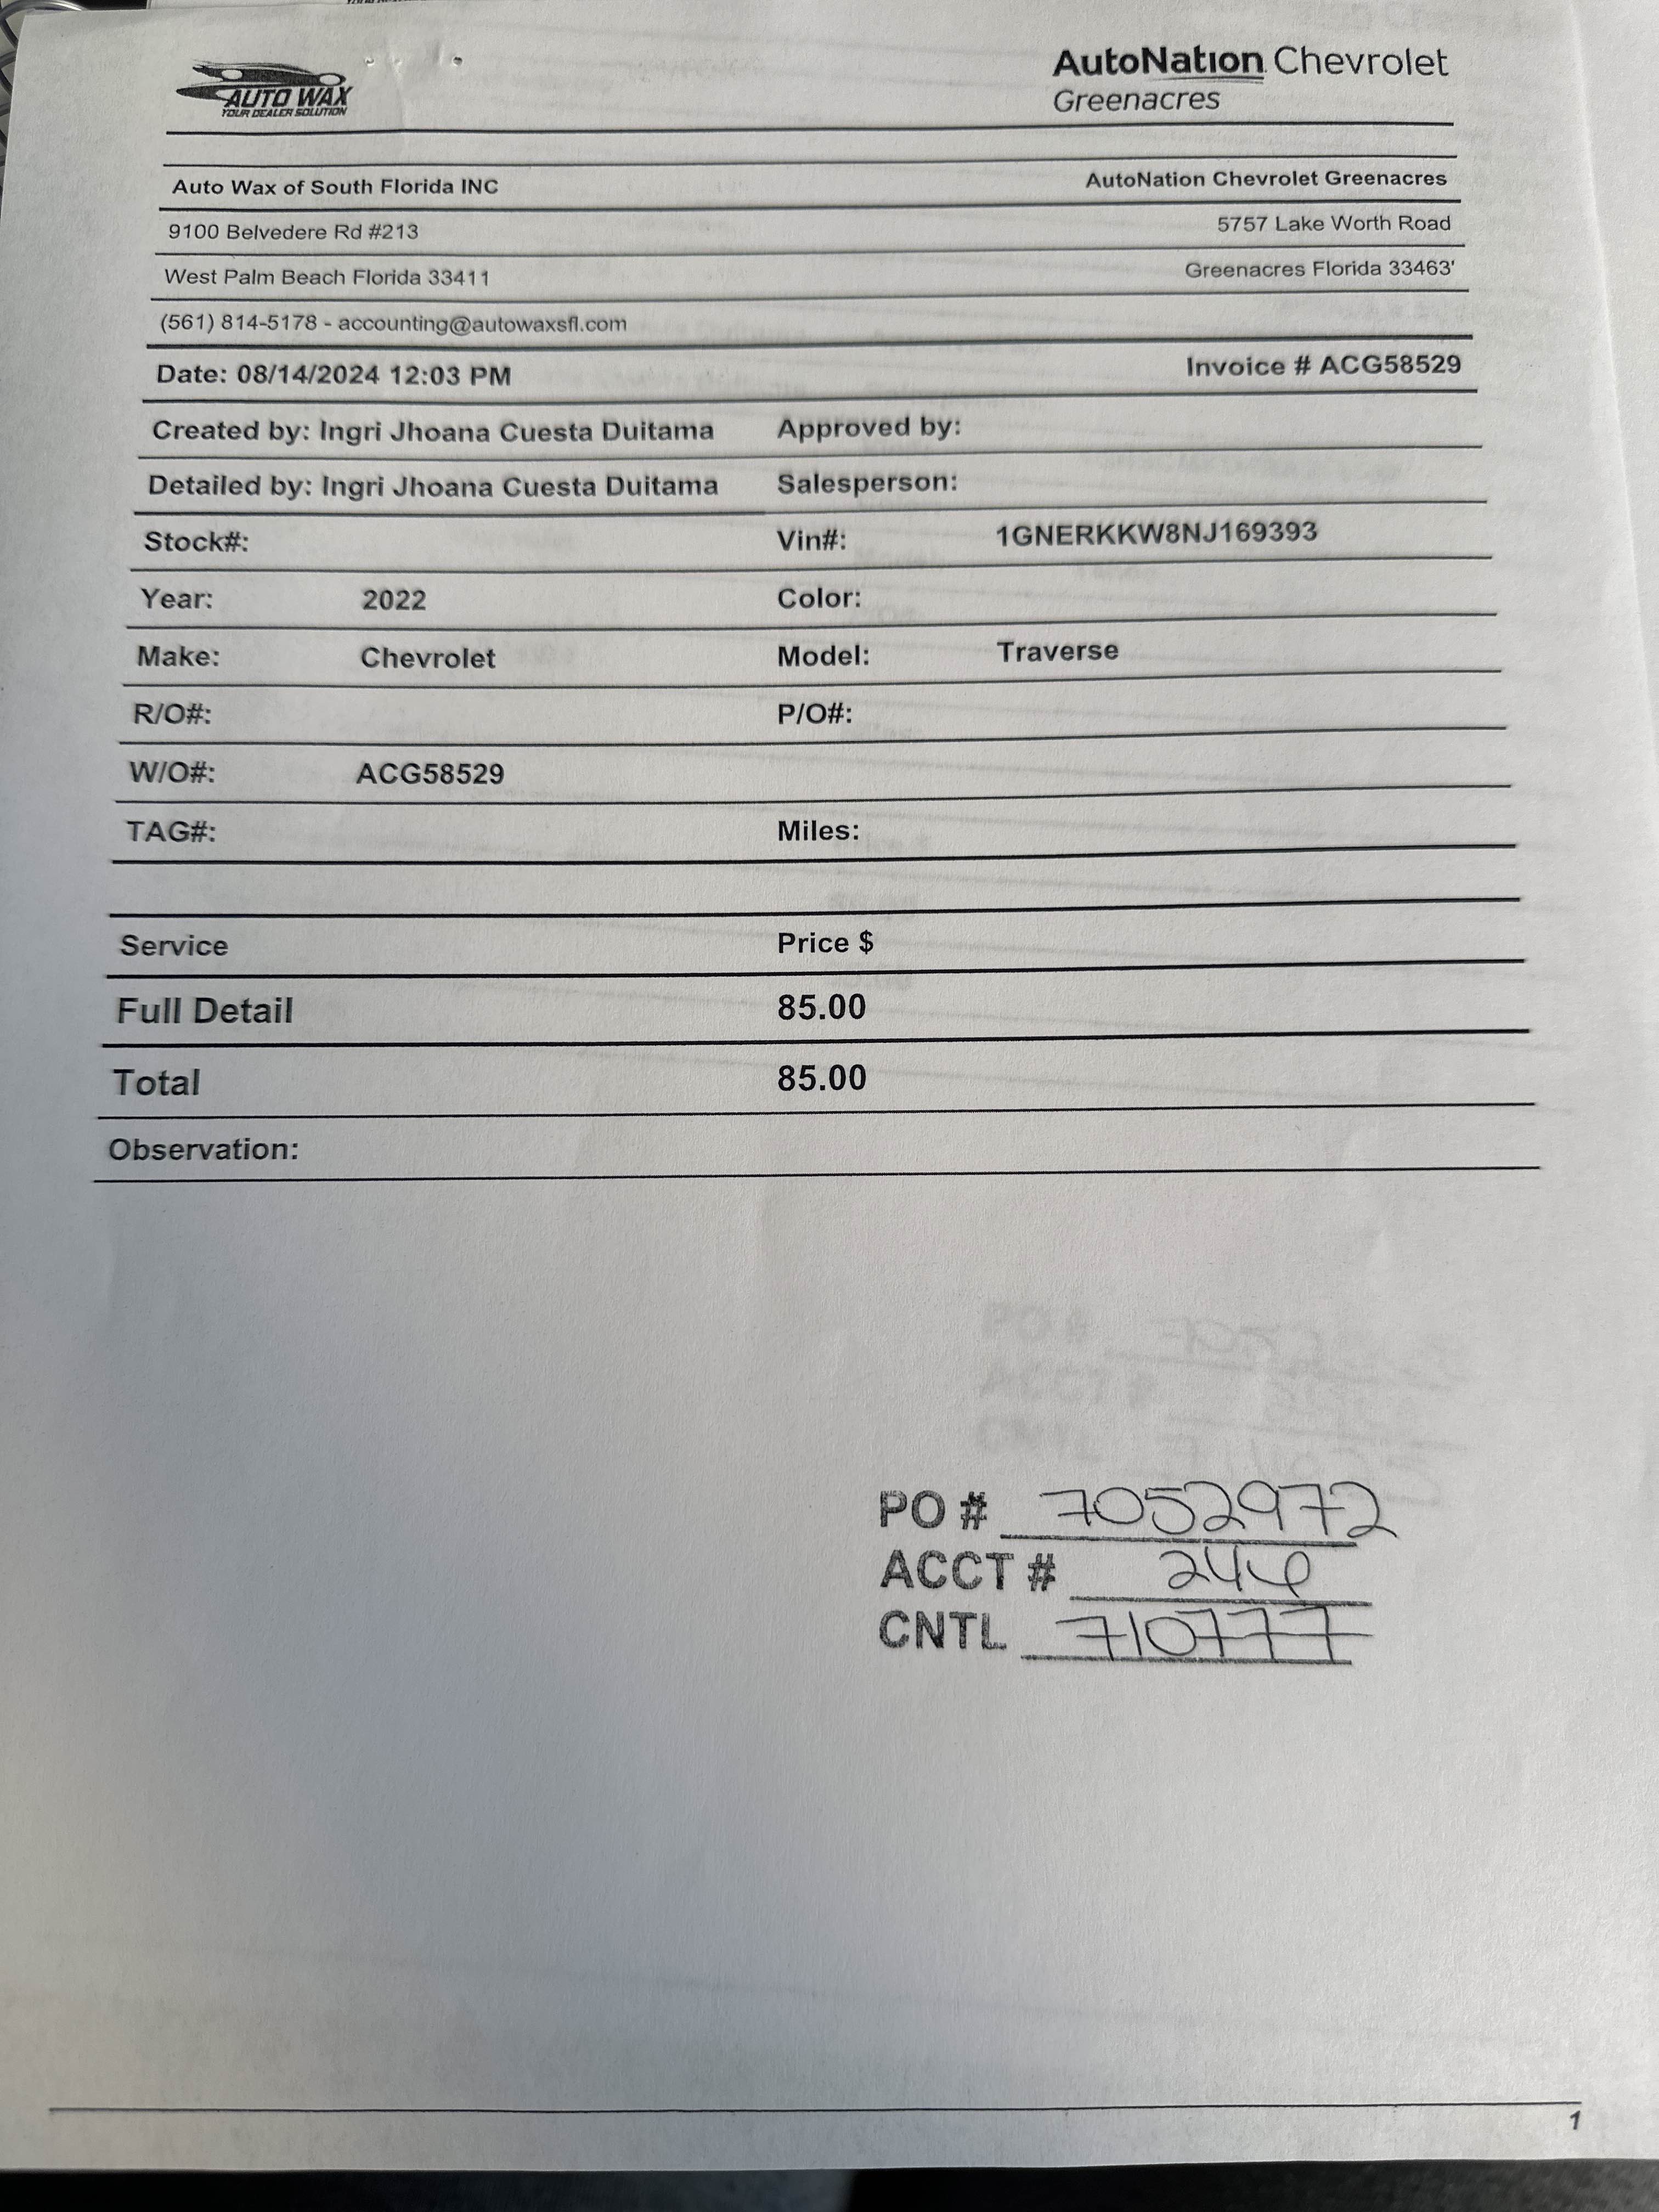 AUTO WAX
YOUR DEALER SOLUTION
AutoNation Chevrolet
Greenacres
Auto Wax of South Florida INC AutoNation Chevrolet Greenacres
9100 Belvedere Rd #213 5757 Lake Worth Road
West Palm Beach Florida 33411 Greenacres Florida 33463'
(561) 814-5178 - accounting@autowaxsfl.com
Date: 08/14/2024 12:03 PM Invoice # ACG58529
Created by: Ingri Jhoana Cuesta Duitama Approved by:
Detailed by: Ingri Jhoana Cuesta Duitama Salesperson:
Stock#: Vin#: 1GNERKKW8NJ169393
Year: 2022 Color:
Make: Chevrolet Model: Traverse
R/O#: P/O#:
W/O#: ACG58529
TAG#: Miles:
Service Price $
Full Detail 85.00
Total 85.00
Observation:
PO # 7052972
ACCT # 246
CNTL 710777
1